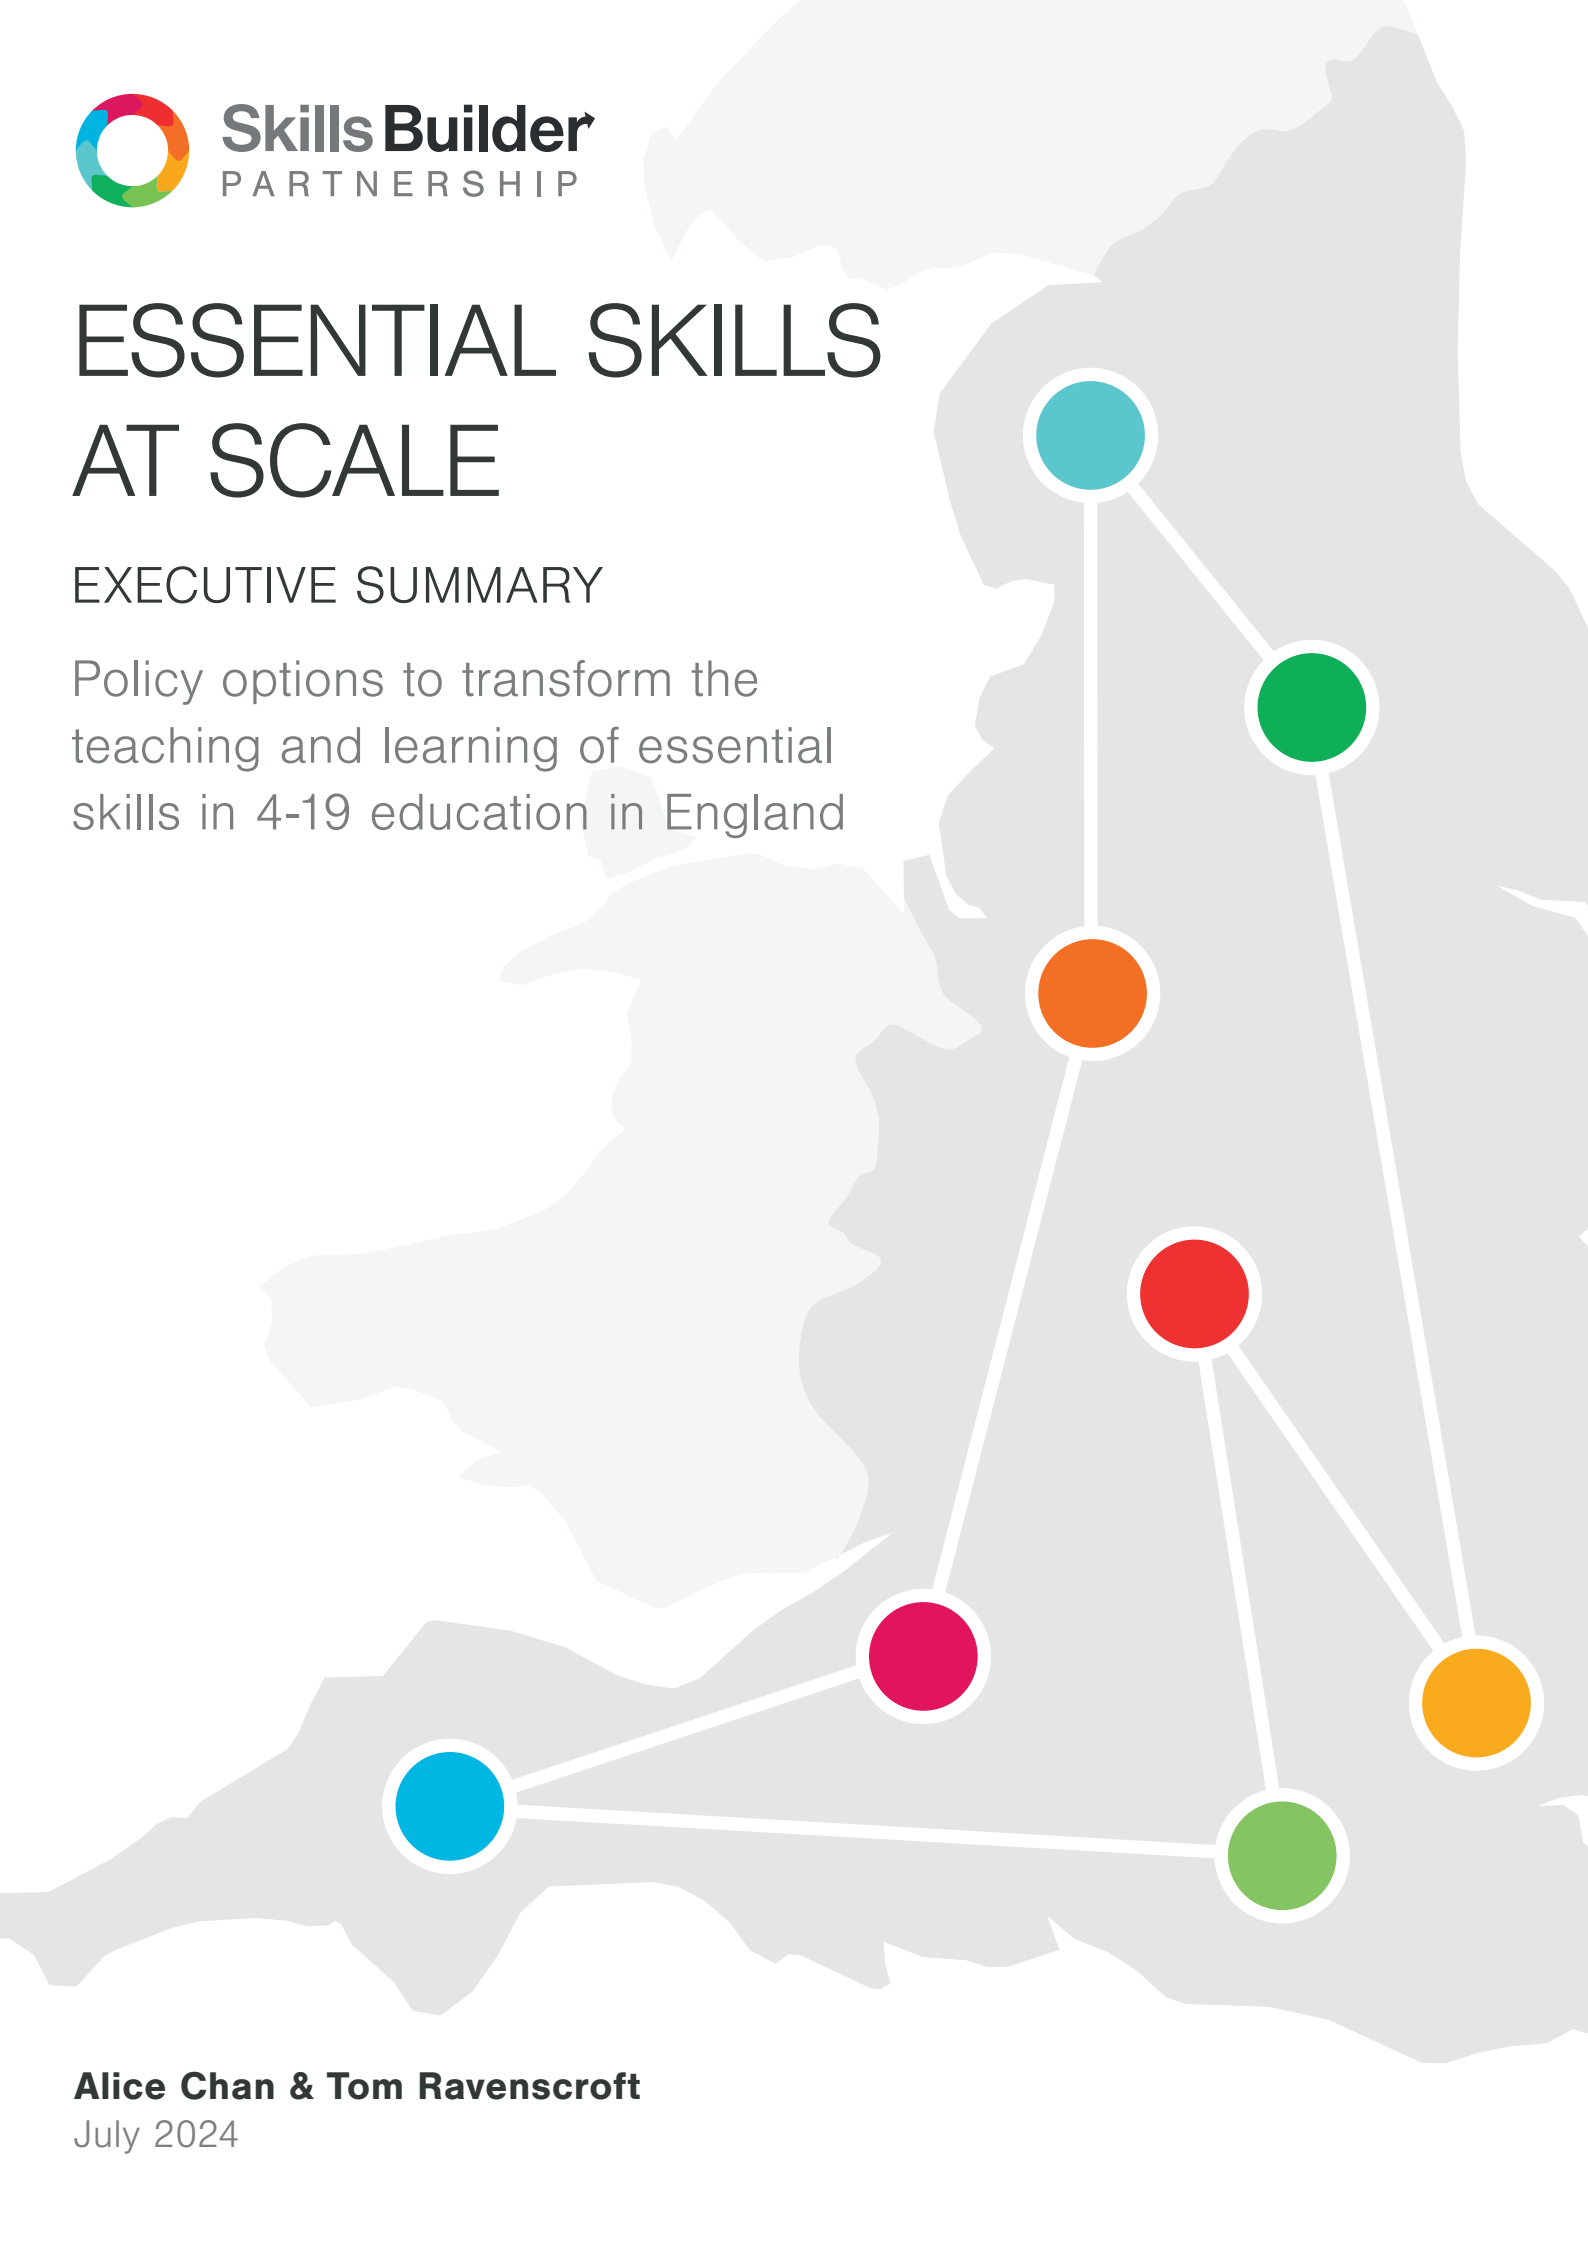 Skills Builder
PARTNERSHIP
ESSENTIAL SKILLS
AT SCALE
EXECUTIVE SUMMARY
Policy options to transform the
teaching and learning of essential
skills in 4-19 education in England
Alice Chan & Tom Ravenscroft
July 2024